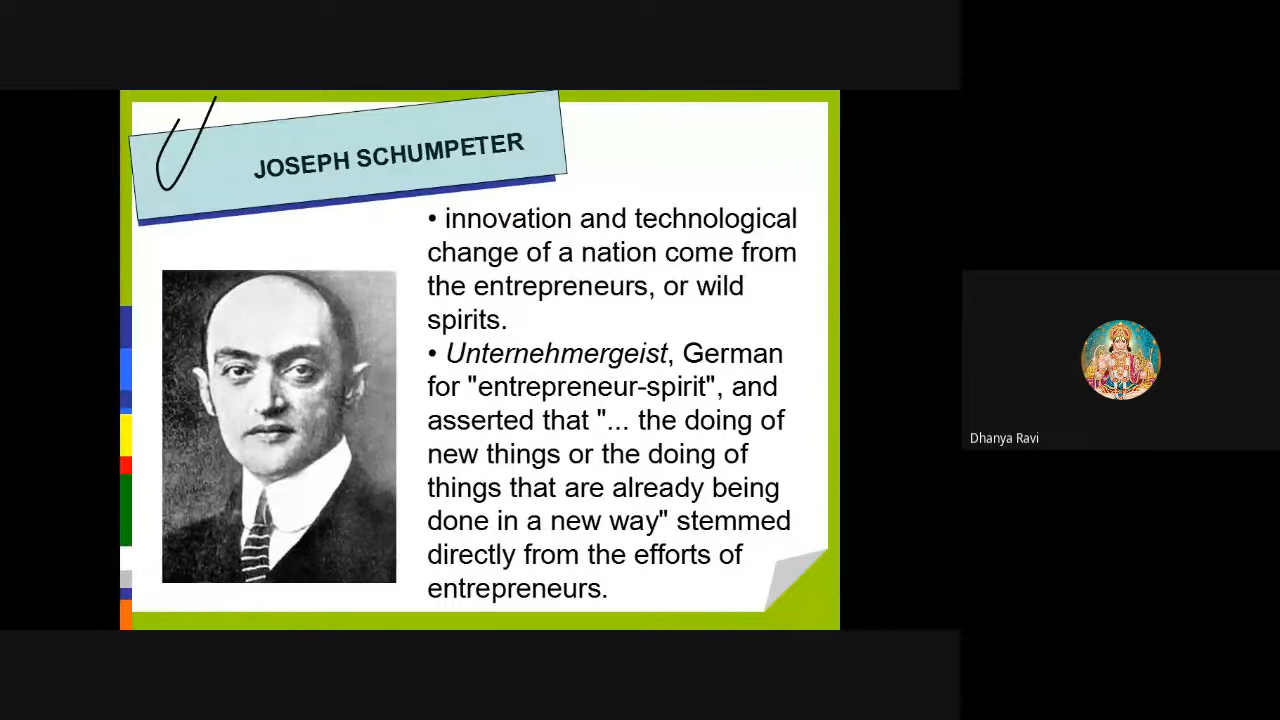 JOSEPH SCHUMPETER
• innovation and technological
change of a nation come from
the entrepreneurs, or wild
spirits.
• Unternehmergeist, German
for "entrepreneur-spirit", and
asserted that "... the doing of
new things or the doing of
things that are already being
done in a new way" stemmed
directly from the efforts of
entrepreneurs.
Dhanya Ravi